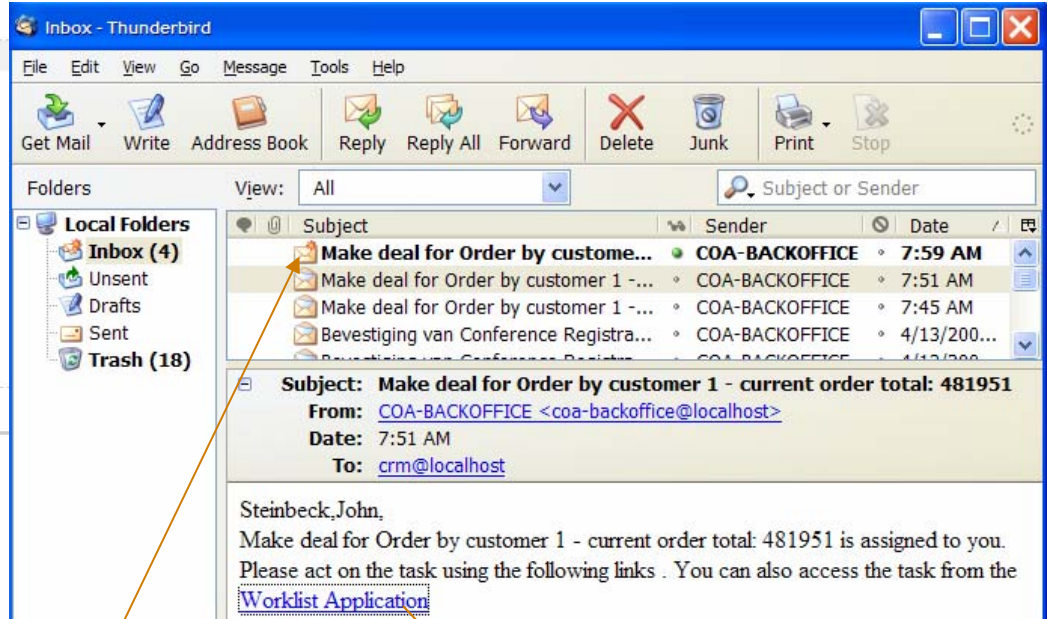 Inbox - Thunderbird
File Edit View Go Message Tools Help
Get Mail Write Address Book Reply Reply All Forward Delete Junk Print Stop
Folders View: All Subject or Sender
Local Folders
Inbox (4)
Unsent
Drafts
Sent
Trash (18)
Subject Sender Date
Make deal for Order by custome... COA-BACKOFFICE 7:59 AM
Make deal for Order by customer 1 -... COA-BACKOFFICE 7:51 AM
Make deal for Order by customer 1 -... COA-BACKOFFICE 7:45 AM
Bevestiging van Conference Registra... COA-BACKOFFICE 4/13/200...
Subject: Make deal for Order by customer 1 - current order total: 481951
From: COA-BACKOFFICE <coa-backoffice@localhost>
Date: 7:51 AM
To: crm@localhost
Steinbeck,John,
Make deal for Order by customer 1 - current order total: 481951 is assigned to you.
Please act on the task using the following links . You can also access the task from the
Worklist Application